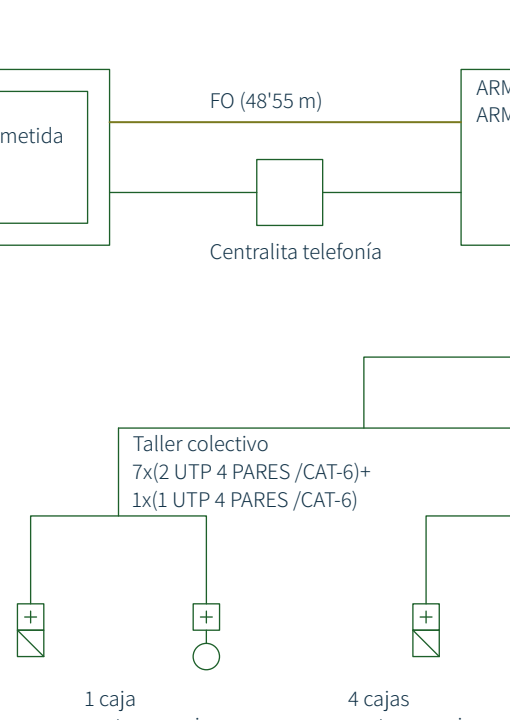 FO (48'55 m)
Centralita telefonía
Taller colectivo
7x(2 UTP 4 PARES /CAT-6)+
1x(1 UTP 4 PARES /CAT-6)
1 caja
4 cajas